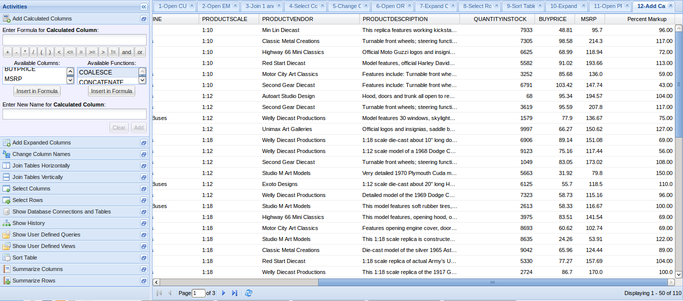 Activities
Add Calculated Columns
Enter Formula for Calculated Column:
+ - * / ( ) < <= = >= > != and or
Available Columns: Available Functions:
BUYPRICE COALESCE
MSRP CONCATENATE
Insert in Formula Insert in Formula
Enter New Name for Calculated Column:
Clear Add
Add Expanded Columns
Change Column Names
Join Tables Horizontally
Join Tables Vertically
Select Columns
Select Rows
Show Database Connections and Tables
Show History
Show User Defined Queries
Show User Defined Views
Sort Table
Summarize Columns
Summarize Rows
1-Open CU 2-Open EM 3-Join 1 an 4-Select Cc 5-Change C 6-Open OR 7-Expand C 8-Select Rc 9-Sort Table 10-Expand 11-Open PI 12-Add Ca
INE PRODUCTSCALE PRODUCTVENDOR PRODUCTDESCRIPTION QUANTITYINSTOCK BUYPRICE MSRP Percent Markup
1:10 Min Lin Diecast This replica features working kicksta... 7933 48.81 95.7 96.00
1:10 Classic Metal Creations Turnable front wheels; steering functi... 7305 98.58 214.3 117.00
1:10 Highway 66 Mini Classics Official Moto Guzzi logos and insigni... 6625 68.99 118.94 72.00
1:10 Red Start Diecast Model features, official Harley David... 5582 91.02 193.66 113.00
1:10 Motor City Art Classics Features include: Turnable front whe... 3252 85.68 136.0 59.00
1:10 Second Gear Diecast Features include: Turnable front whe... 6791 103.42 147.74 43.00
1:12 Autoart Studio Design Hood, doors and trunk all open to re... 68 95.34 194.57 104.00
1:12 Second Gear Diecast Turnable front wheels; steering functi... 3619 95.59 207.8 117.00
Buses 1:12 Welly Diecast Productions Model features 30 windows, skylight... 1579 77.9 136.67 75.00
1:12 Unimax Art Galleries Official logos and insignias, saddle b... 9997 66.27 150.62 127.00
1:18 Welly Diecast Productions 1:18 scale die-cast about 10" long do... 6906 89.14 151.08 69.00
1:12 Welly Diecast Productions 1:12 scale model of a 1968 Dodge C... 9123 75.16 117.44 56.00
1:12 Second Gear Diecast Turnable front wheels; steering functi... 1049 83.05 173.02 108.00
1:12 Studio M Art Models Very detailed 1970 Plymouth Cuda m... 5663 31.92 79.8 150.00
Buses 1:12 Exoto Designs 1:12 scale die-cast about 20" long H... 6125 55.7 118.5 110.0
1:18 Welly Diecast Productions Detailed model of the 1969 Dodge C... 7323 58.73 115.16 96.00
Buses 1:18 Studio M Art Models This model features soft rubber tires,... 2613 58.33 116.67 100.00
1:18 Highway 66 Mini Classics This model features, opening hood, o... 3975 83.51 141.54 69.00
1:18 Motor City Art Classics Features opening engine cover, door... 8693 60.62 102.74 69.00
1:18 Studio M Art Models This 1:18 scale replica is constructe... 8635 24.26 53.91 122.00
1:18 Classic Metal Creations Die-cast model of the silver 1965 Ast... 9042 65.96 124.44 89.00
1:18 Red Start Diecast 1:18 scale replica of actual Army's U... 5330 77.27 157.69 104.00
1:18 Welly Diecast Productions This 1:18 scale replica of the 1917 G... 2724 86.7 170.0 100.0
Page 1 of 3 Displaying 1 - 50 of 110